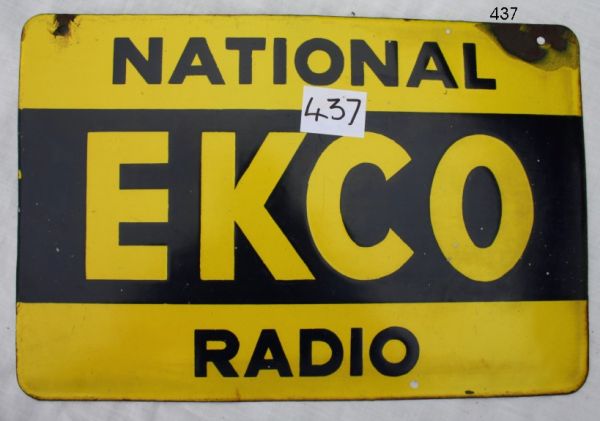 437
NATIONAL
437
EKCO
RADIO